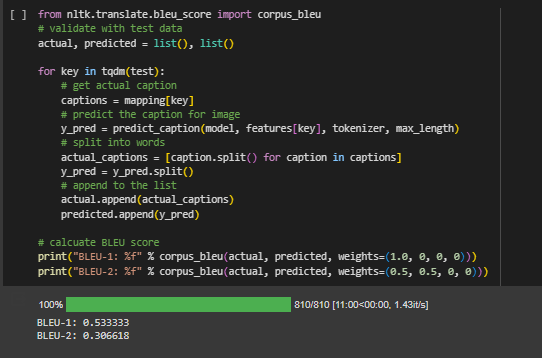 [ ] from nltk.translate.bleu_score import corpus_bleu
# validate with test data
actual, predicted = list(), list()

for key in tqdm(test):
    # get actual caption
    captions = mapping[key]
    # predict the caption for image
    y_pred = predict_caption(model, features[key], tokenizer, max_length)
    # split into words
    actual_captions = [caption.split() for caption in captions]
    y_pred = y_pred.split()
    # append to the list
    actual.append(actual_captions)
    predicted.append(y_pred)

# calcuate BLEU score
print("BLEU-1: %f" % corpus_bleu(actual, predicted, weights=(1.0, 0, 0, 0)))
print("BLEU-2: %f" % corpus_bleu(actual, predicted, weights=(0.5, 0.5, 0, 0)))
100% 810/810 [11:00<00:00, 1.43it/s]
BLEU-1: 0.533333
BLEU-2: 0.306618